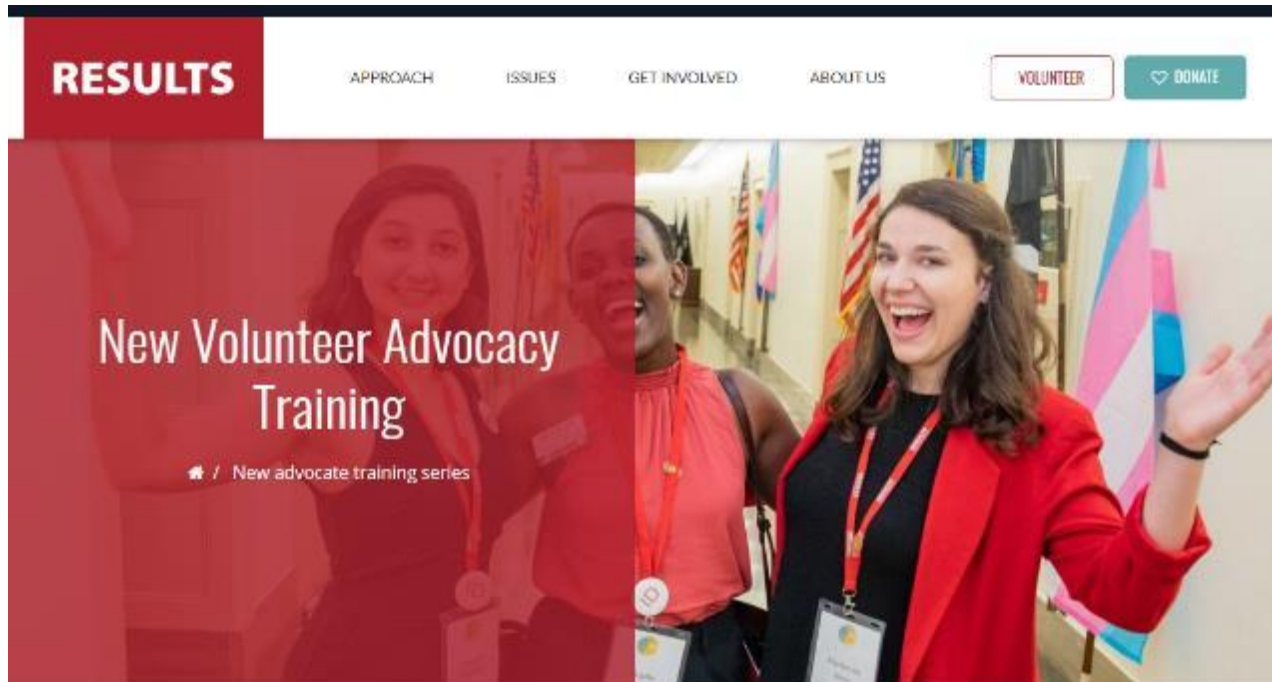 RESULTS
APPROACH
ISSUES
GET INVOLVED
ABOUT US
VOLUNTEER
DONATE
New Volunteer Advocacy
Training
/ New advocate training series